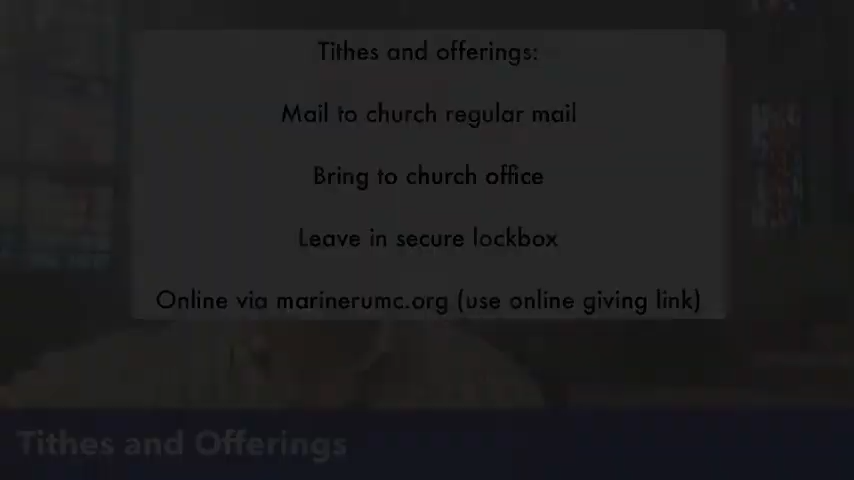 Tithes and offerings:
Mail to church regular mail
Bring to church office
Leave in secure lockbox
Online via marinerumc.org (use online giving link)
Tithes and Offerings